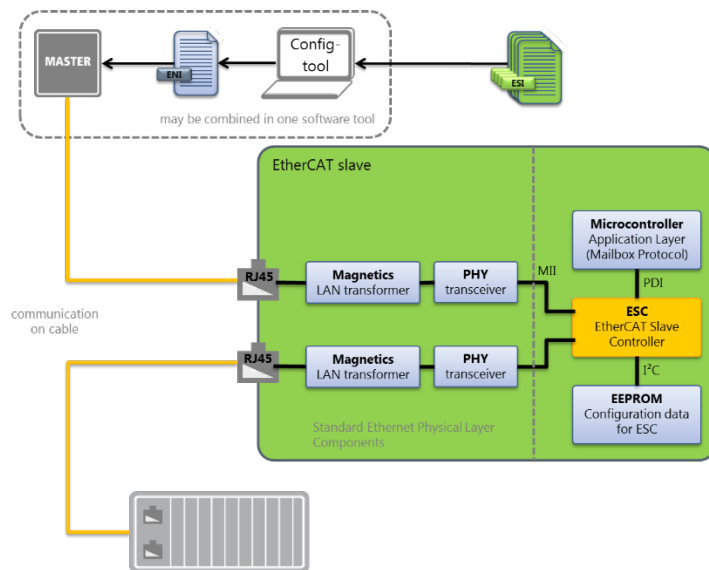 MASTER
ENI
Config-
tool
ESI
may be combined in one software tool
EtherCAT slave
Microcontroller
Application Layer
(Mailbox Protocol)
RJ45
Magnetics
LAN transformer
PHY
transceiver
MII
PDI
communication
on cable
ESC
EtherCAT Slave
Controller
RJ45
Magnetics
LAN transformer
PHY
transceiver
I²C
EEPROM
Configuration data
for ESC
Standard Ethernet Physical Layer
Components